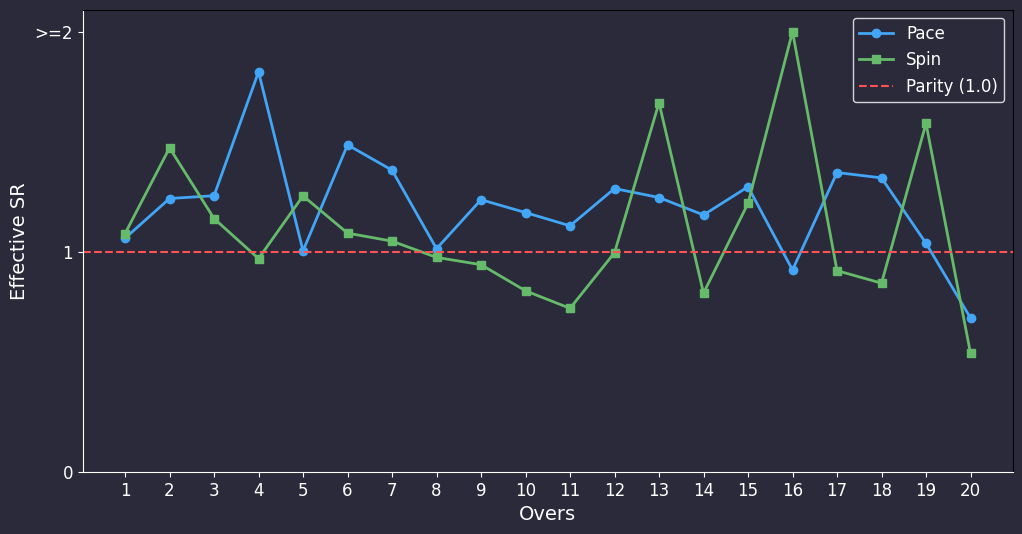 >=2
1
0
Effective SR
Pace
Spin
Parity (1.0)
1 2 3 4 5 6 7 8 9 10 11 12 13 14 15 16 17 18 19 20
Overs